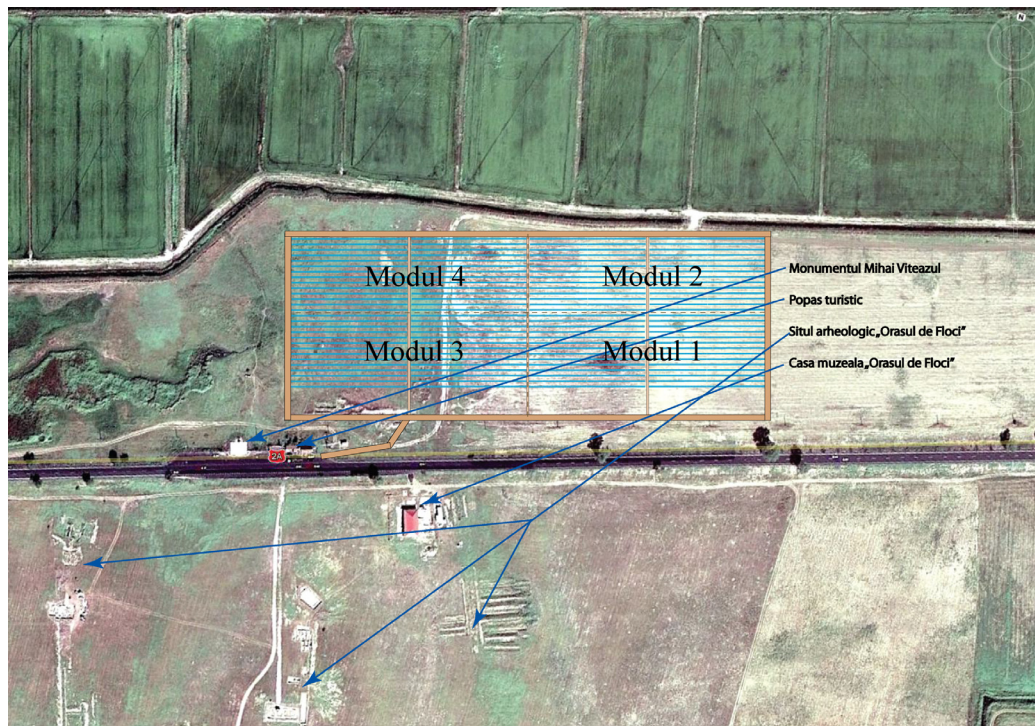 N
Modul 4
Modul 2
Monumentul Mihai Viteazul
Popas turistic
Situl arheologic „Orasul de Floci”
Modul 3
Modul 1
Casa muzeala „Orasul de Floci”
2A